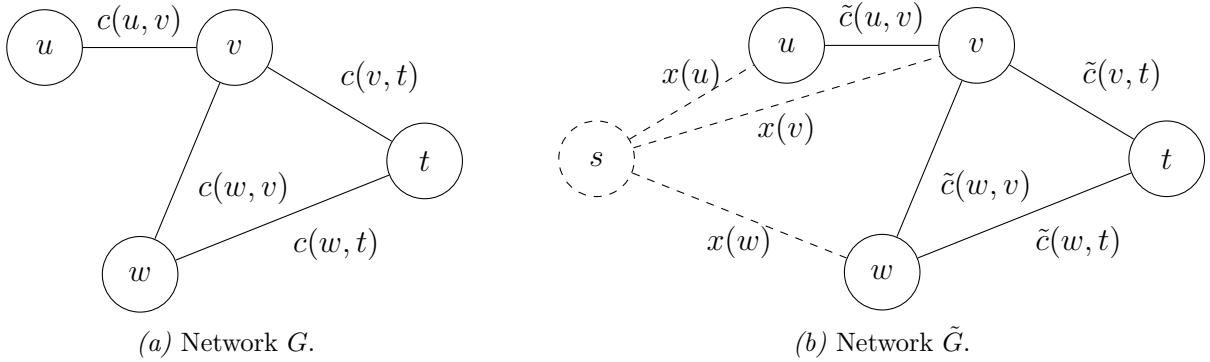 c(u, v)
u
v
c(v, t)
t
c(w, v)
c(w, t)
w
(a) Network G.
c̃(u, v)
u
v
x(u)
c̃(v, t)
x(v)
s
t
c̃(w, v)
x(w)
c̃(w, t)
w
(b) Network G̃.